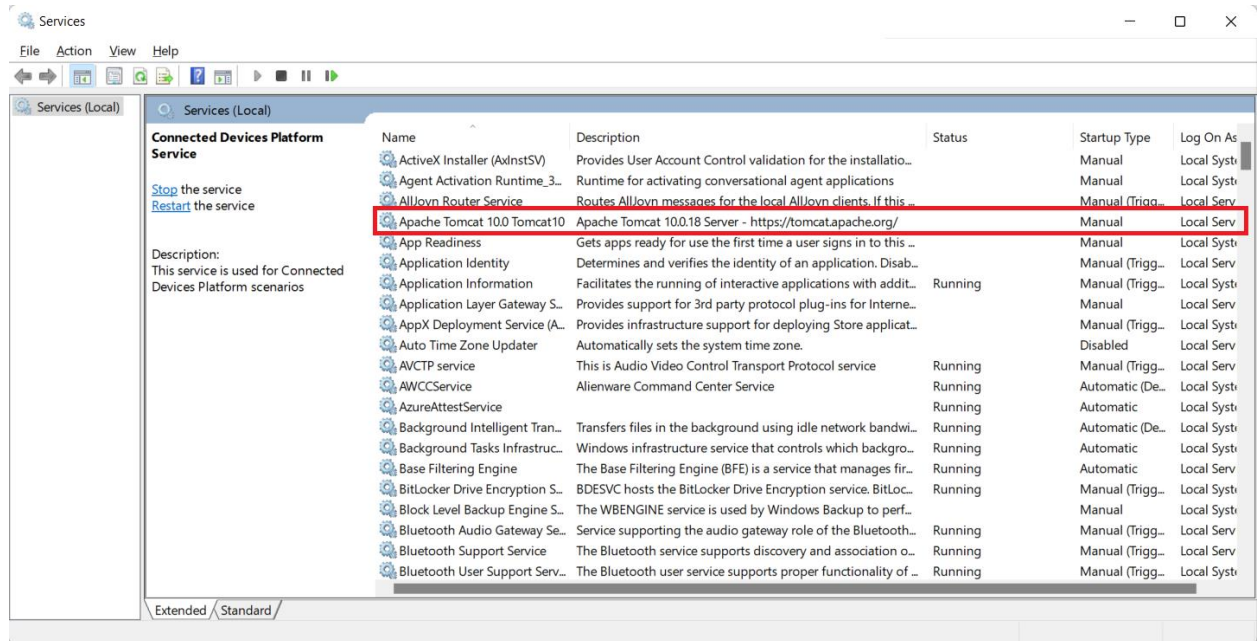 Services
File Action View Help
Services (Local)
Services (Local)
Connected Devices Platform
Service
Stop the service
Restart the service
Description:
This service is used for Connected
Devices Platform scenarios
Name Description Status Startup Type Log On As
ActiveX Installer (AxInstSV) Provides User Account Control validation for the installatio... Manual Local Syste
Agent Activation Runtime_3... Runtime for activating conversational agent applications Manual Local Syste
AllJoyn Router Service Routes AllJoyn messages for the local AllJoyn clients. If this ... Manual (Trigg... Local Serv
Apache Tomcat 10.0 Tomcat10 Apache Tomcat 10.0.18 Server - https://tomcat.apache.org/ Manual Local Serv
App Readiness Gets apps ready for use the first time a user signs in to this ... Manual Local Syste
Application Identity Determines and verifies the identity of an application. Disab... Manual (Trigg... Local Serv
Application Information Facilitates the running of interactive applications with addit... Running Manual (Trigg... Local Syste
Application Layer Gateway S... Provides support for 3rd party protocol plug-ins for Interne... Manual Local Serv
AppX Deployment Service (A... Provides infrastructure support for deploying Store applicat... Manual (Trigg... Local Syste
Auto Time Zone Updater Automatically sets the system time zone. Disabled Local Serv
AVCTP service This is Audio Video Control Transport Protocol service Running Manual (Trigg... Local Serv
AWCCService Alienware Command Center Service Running Automatic (De... Local Syste
AzureAttestService Running Automatic Local Syste
Background Intelligent Tran... Transfers files in the background using idle network bandwi... Running Automatic (De... Local Syste
Background Tasks Infrastruc... Windows infrastructure service that controls which backgro... Running Automatic Local Syste
Base Filtering Engine The Base Filtering Engine (BFE) is a service that manages fir... Running Automatic Local Serv
BitLocker Drive Encryption S... BDESVC hosts the BitLocker Drive Encryption service. BitLoc... Running Manual (Trigg... Local Syste
Block Level Backup Engine S... The WBENGINE service is used by Windows Backup to perf... Manual Local Syste
Bluetooth Audio Gateway Se... Service supporting the audio gateway role of the Bluetooth... Running Manual (Trigg... Local Serv
Bluetooth Support Service The Bluetooth service supports discovery and association o... Running Manual (Trigg... Local Serv
Bluetooth User Support Serv... The Bluetooth user service supports proper functionality of ... Running Manual (Trigg... Local Syste
Extended Standard